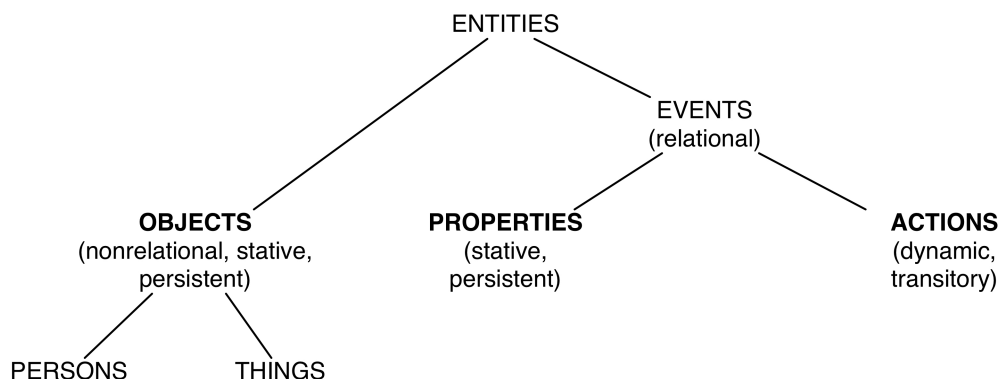 ENTITIES
EVENTS
(relational)
OBJECTS
(nonrelational, stative,
persistent)
PROPERTIES
(stative,
persistent)
ACTIONS
(dynamic,
transitory)
PERSONS
THINGS